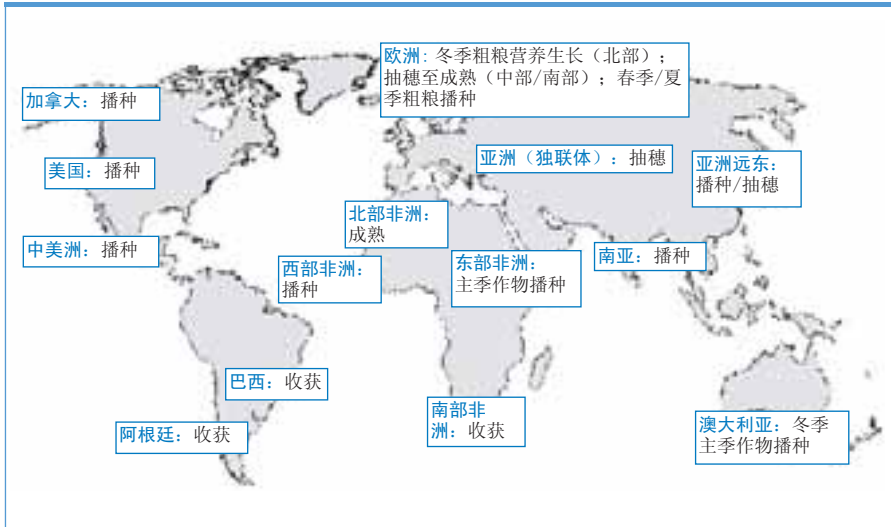 欧洲：冬季粗粮营养生长（北部）；
抽穗至成熟（中部/南部）；春季/夏
季粗粮播种
加拿大：播种
亚洲（独联体）：抽穗
亚洲远东：
播种/抽穗
美国：播种
北部非洲：
成熟
中美洲：播种
西部非洲：
播种
东部非洲：
主季作物播种
南亚：播种
巴西：收获
南部非
洲：收获
阿根廷：收获
澳大利亚：冬季
主季作物播种